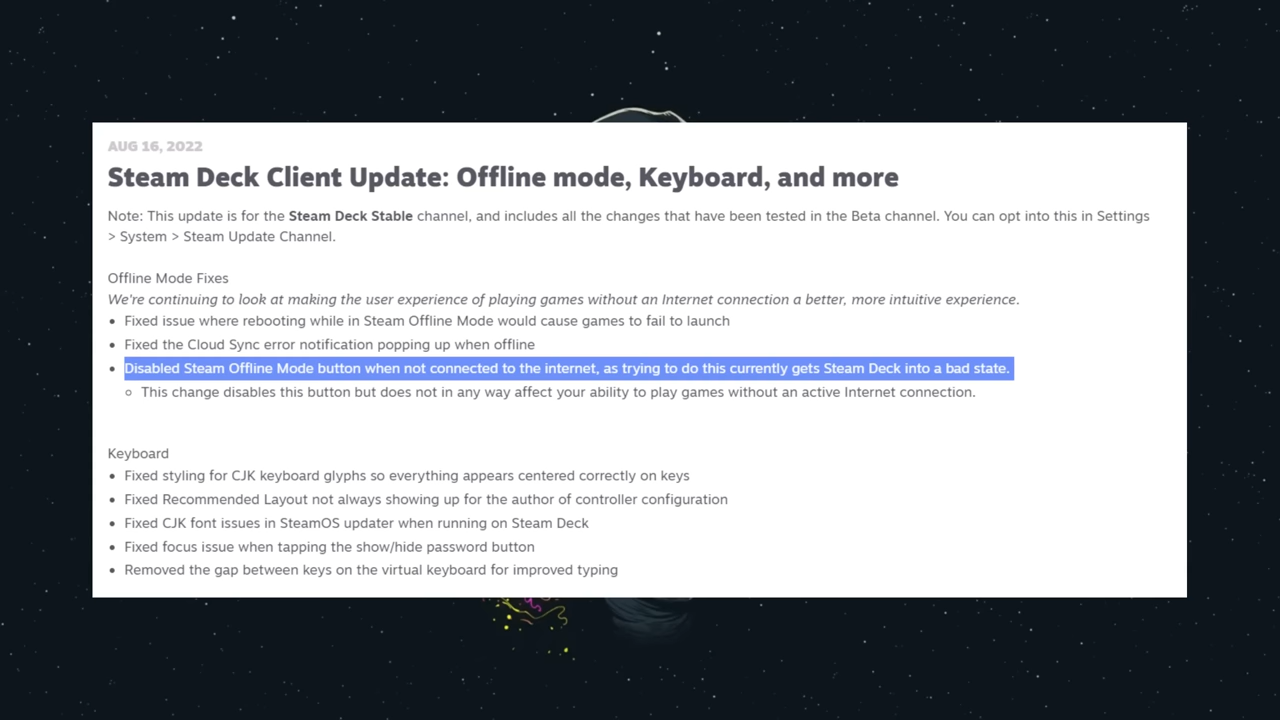 AUG 16, 2022
Steam Deck Client Update: Offline mode, Keyboard, and more
Note: This update is for the Steam Deck Stable channel, and includes all the changes that have been tested in the Beta channel. You can opt into this in Settings
> System > Steam Update Channel.
Offline Mode Fixes
We're continuing to look at making the user experience of playing games without an Internet connection a better, more intuitive experience.
• Fixed issue where rebooting while in Steam Offline Mode would cause games to fail to launch
• Fixed the Cloud Sync error notification popping up when offline
• Disabled Steam Offline Mode button when not connected to the internet, as trying to do this currently gets Steam Deck into a bad state.
◦ This change disables this button but does not in any way affect your ability to play games without an active Internet connection.
Keyboard
• Fixed styling for CJK keyboard glyphs so everything appears centered correctly on keys
• Fixed Recommended Layout not always showing up for the author of controller configuration
• Fixed CJK font issues in SteamOS updater when running on Steam Deck
• Fixed focus issue when tapping the show/hide password button
• Removed the gap between keys on the virtual keyboard for improved typing